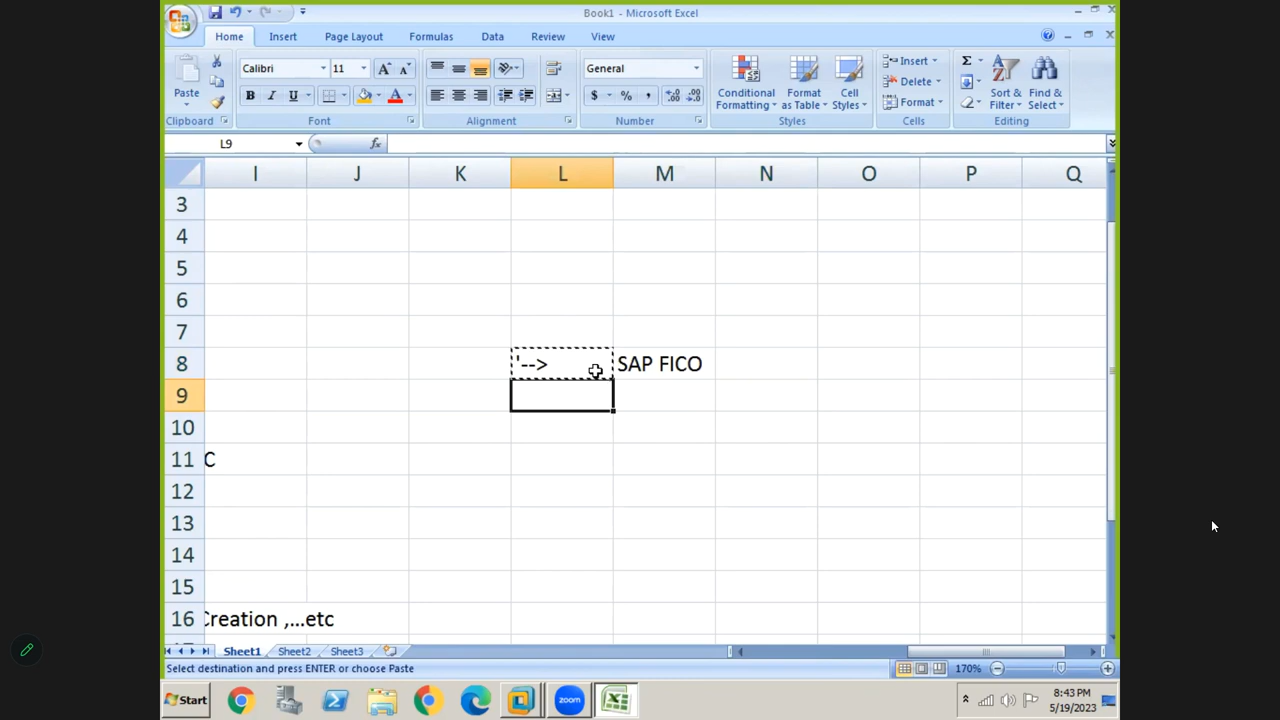 Book1 - Microsoft Excel
Home Insert Page Layout Formulas Data Review View
Calibri 11 A A General Σ Insert
Paste B I U A $ % , Conditional Formatting Format as Table Cell Styles Delete Format Sort & Filter Find & Select
Clipboard Font Alignment Number Styles Cells Editing
L9 fx
I J K L M N O P Q
3
4
5
6
7
8 '--> SAP FICO
9
10
11 C
12
13
14
15
16 Creation ,...etc
Sheet1 Sheet2 Sheet3
Select destination and press ENTER or choose Paste 170%
Start zoom 8:43 PM
5/19/2023